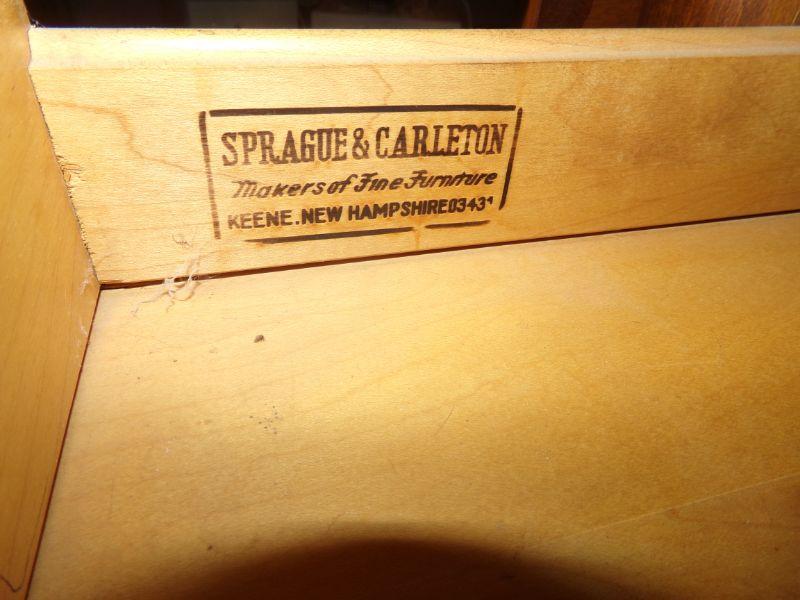 SPRAGUE & CARLETON
Makers of Fine Furniture
KEENE. NEW HAMPSHIRE 03431